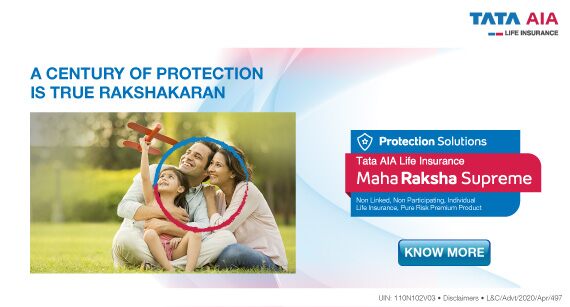 TATA AIA
LIFE INSURANCE
A CENTURY OF PROTECTION
IS TRUE RAKSHAKARAN
Protection Solutions
Tata AIA Life Insurance
Maha Raksha Supreme
Non Linked, Non Participating, Individual
Life Insurance, Pure Risk Premium Product
KNOW MORE
UIN: 110N102V03 • Disclaimers • L&C/Advt/2020/Apr/497